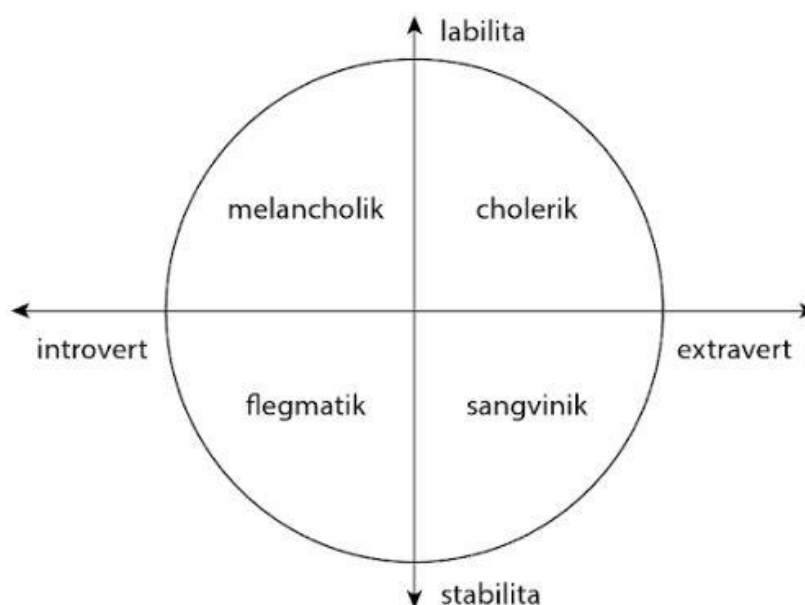 labilita
melancholik cholerik
introvert extravert
flegmatik sangvinik
stabilita